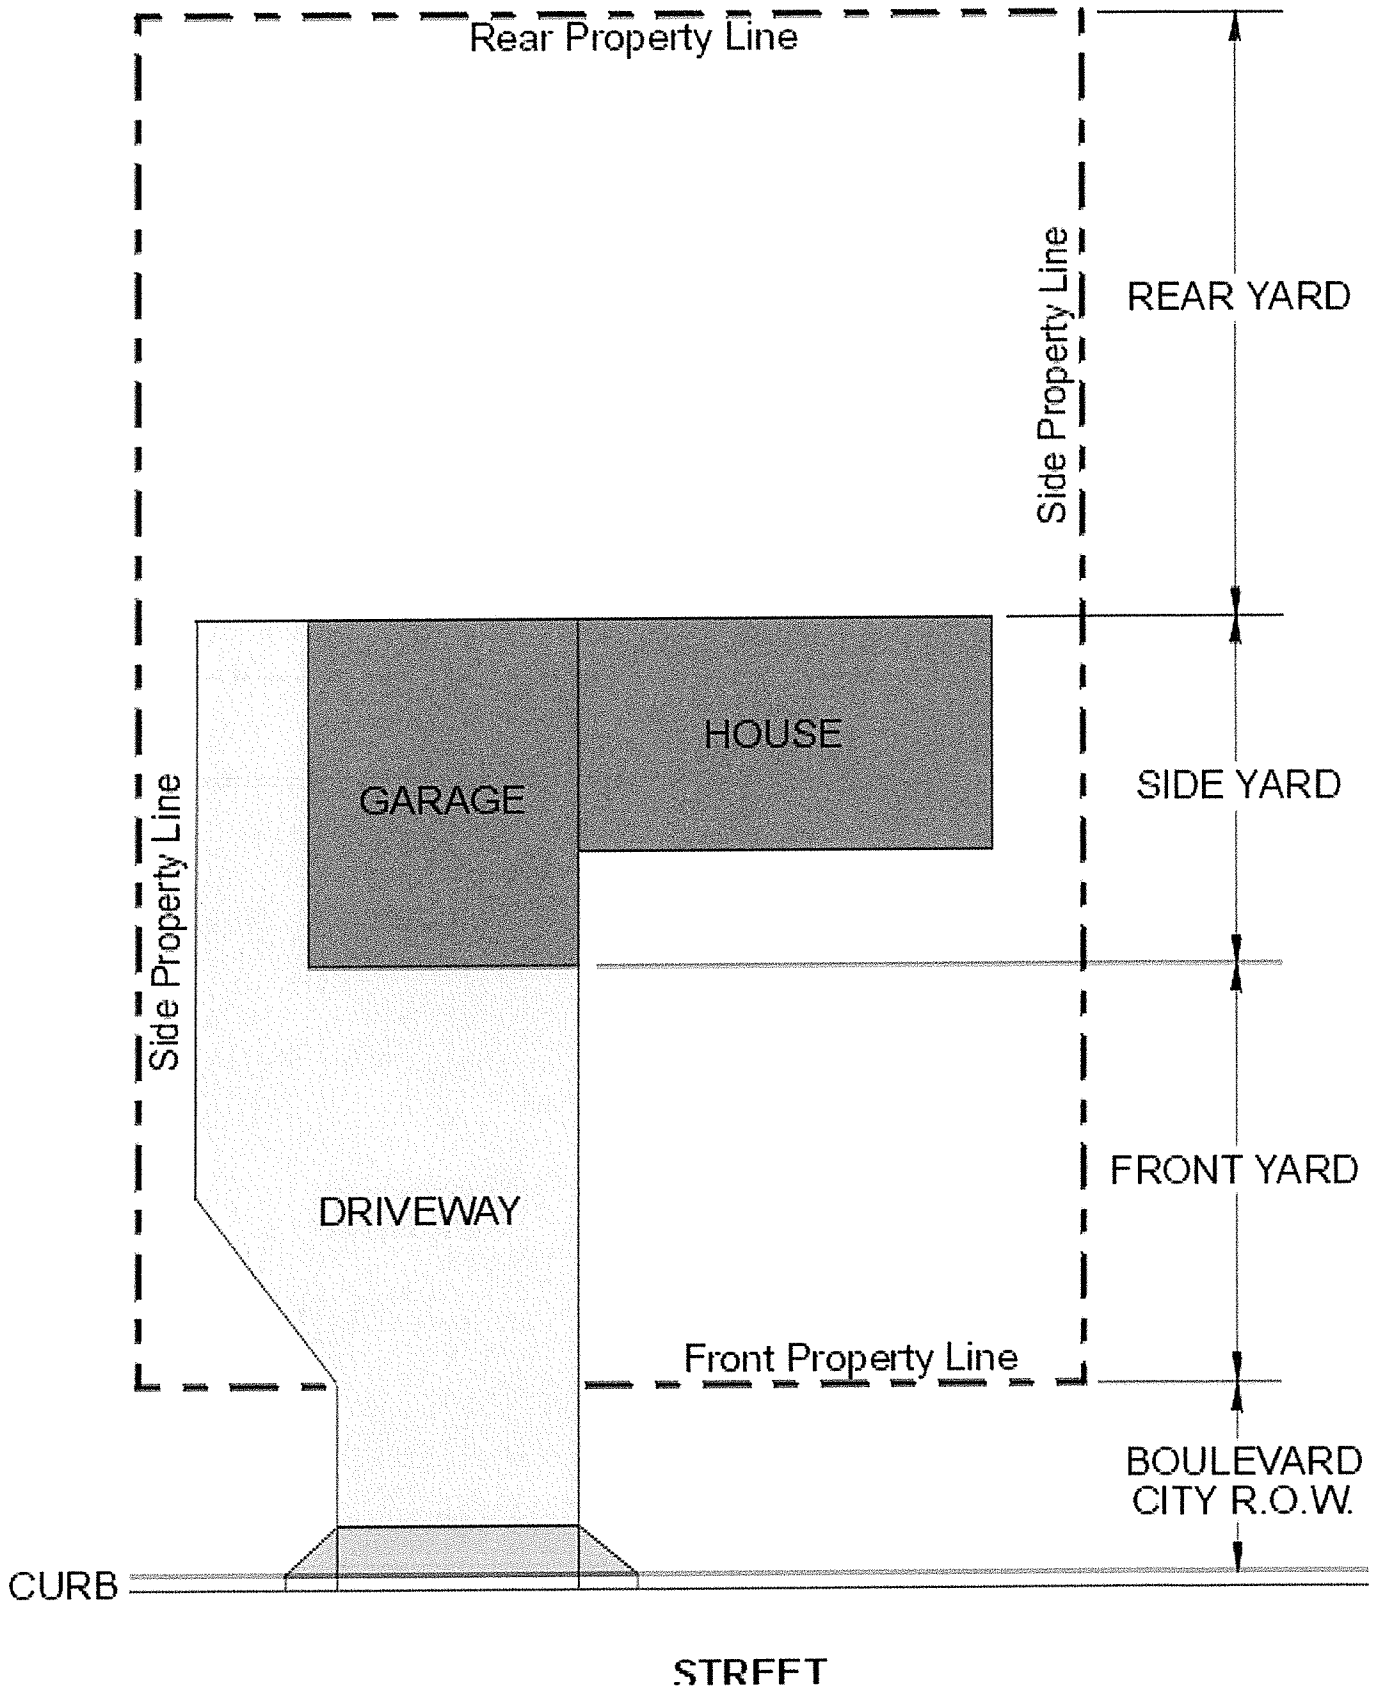 Rear Property Line
Side Property Line
REAR YARD
HOUSE
GARAGE
SIDE YARD
Side Property Line
FRONT YARD
DRIVEWAY
Front Property Line
BOULEVARD
CITY R.O.W.
CURB
STREET